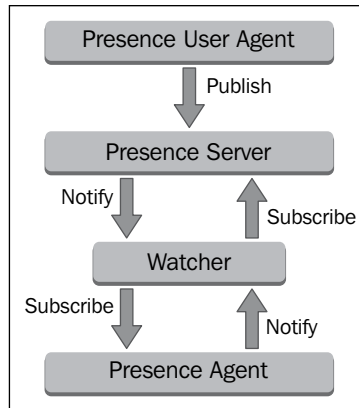 Presence User Agent
Publish
Presence Server
Notify
Subscribe
Watcher
Subscribe
Notify
Presence Agent